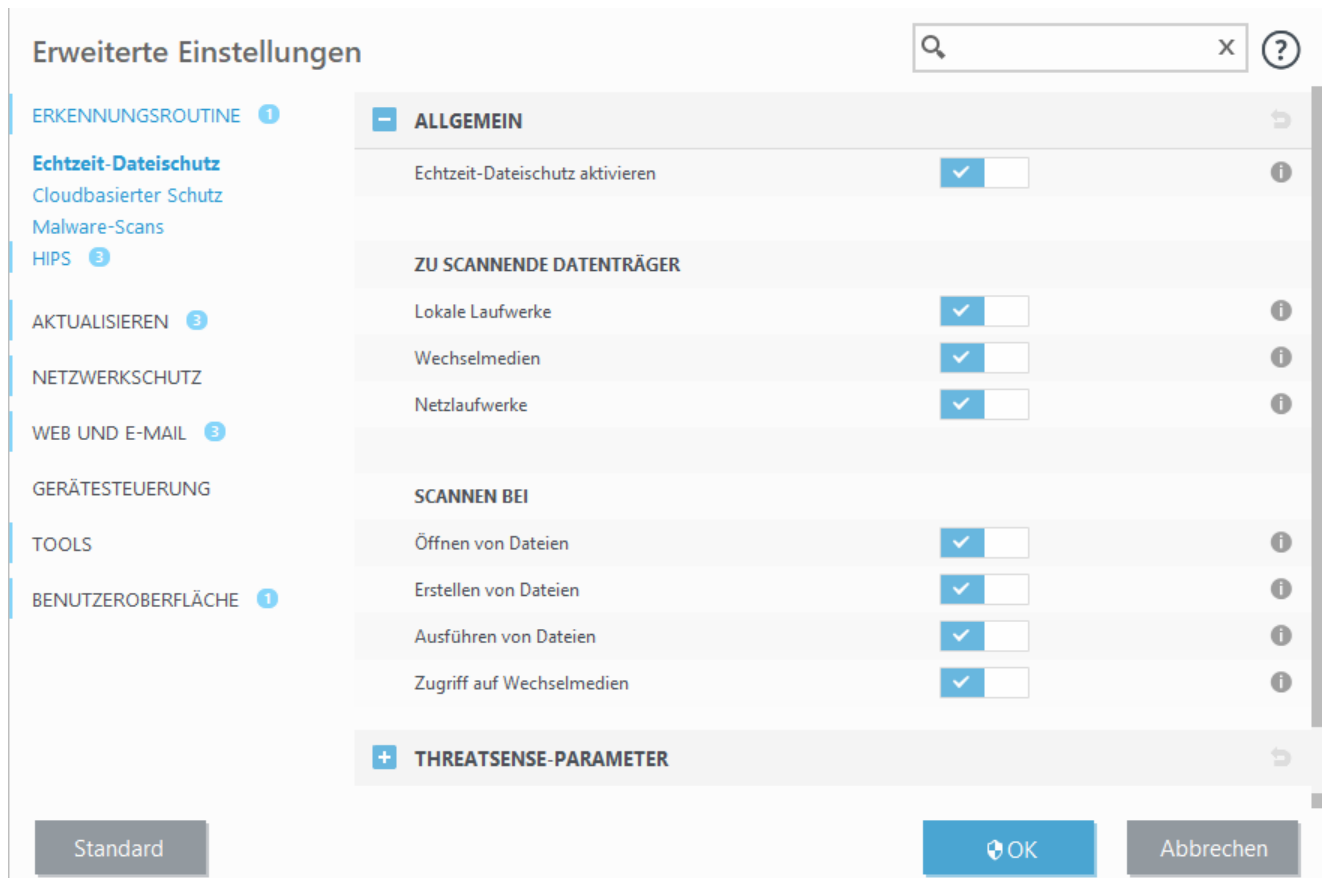 Erweiterte Einstellungen
X
?
ERKENNUNGSROUTINE 1
Echtzeit-Dateischutz
Cloudbasierter Schutz
Malware-Scans
HIPS 3
AKTUALISIEREN 3
NETZWERKSCHUTZ
WEB UND E-MAIL 3
GERÄTESTEUERUNG
TOOLS
BENUTZEROBERFLÄCHE 1
ALLGEMEIN
Echtzeit-Dateischutz aktivieren
ZU SCANNENDE DATENTRÄGER
Lokale Laufwerke
Wechselmedien
Netzlaufwerke
SCANNEN BEI
Öffnen von Dateien
Erstellen von Dateien
Ausführen von Dateien
Zugriff auf Wechselmedien
THREATSENSE-PARAMETER
Standard
OK
Abbrechen